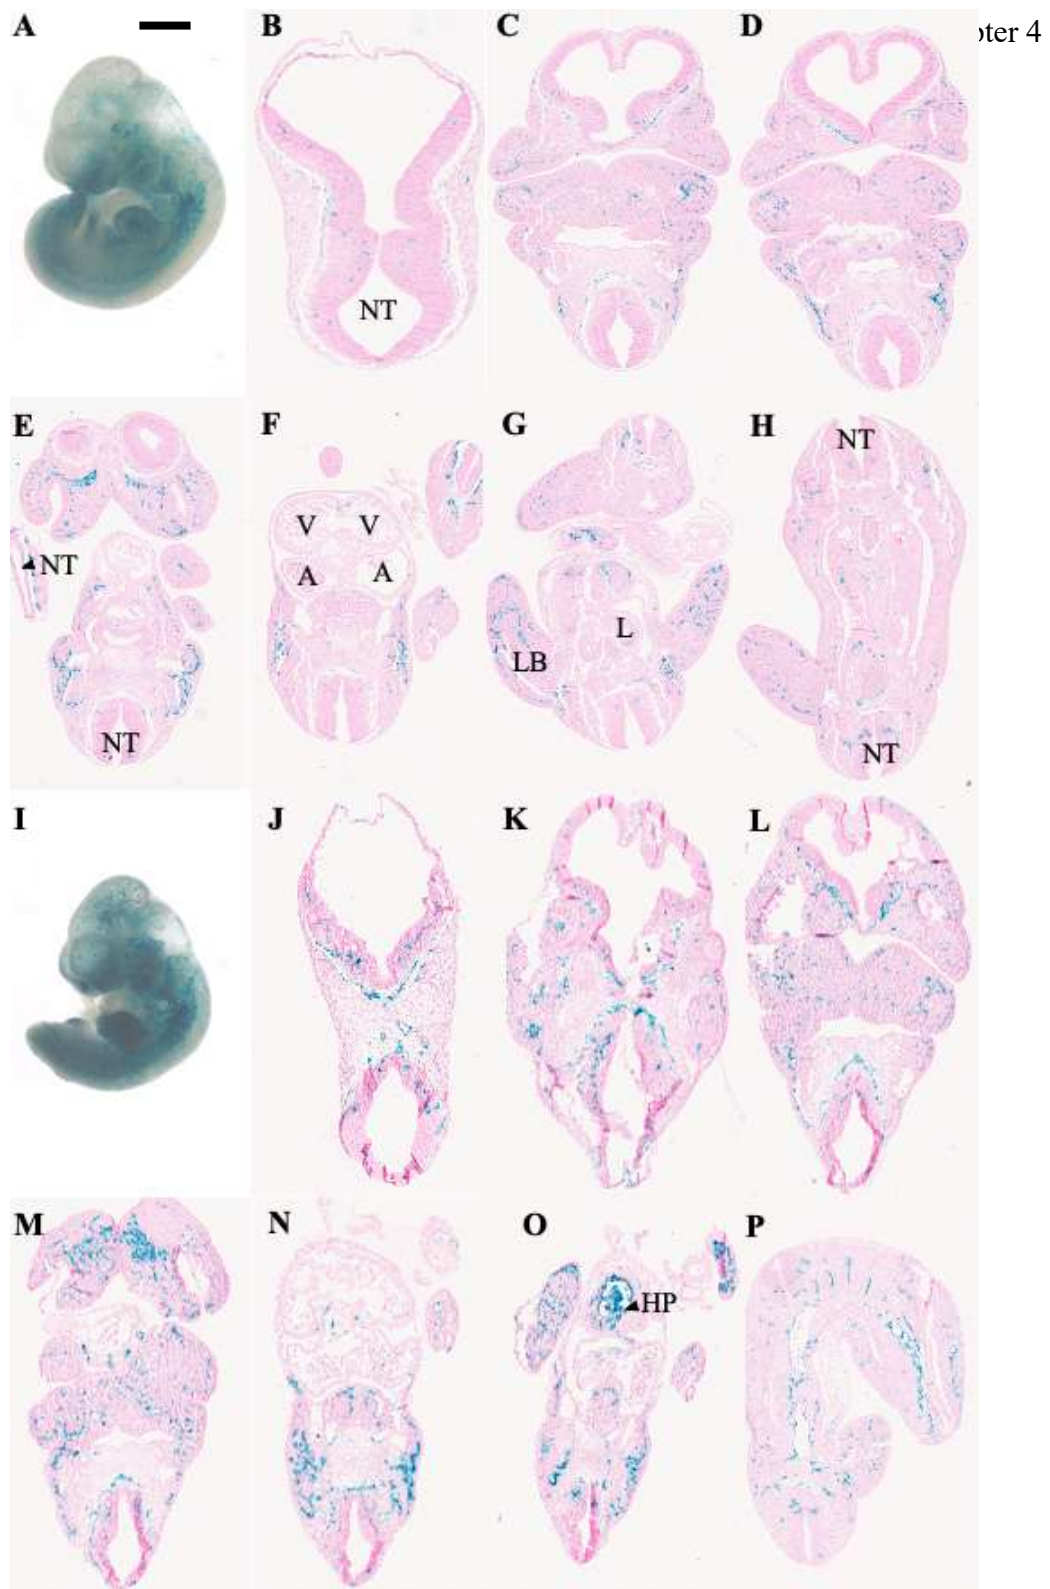 A B C D pter 4
NT
E F G H
NT V V NT
A A L
LB
NT NT
I J K L
M N O P
HP